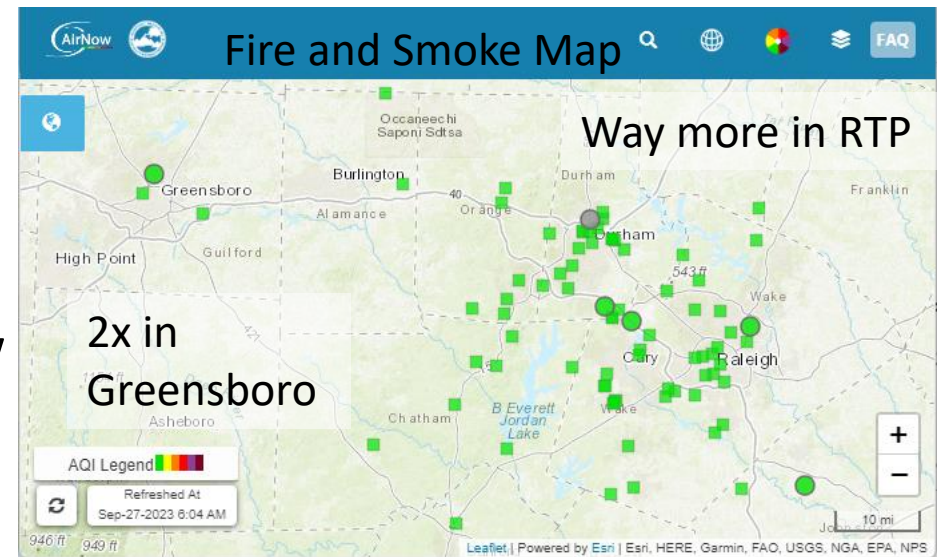 AirNow
Fire and Smoke Map
FAQ
Way more in RTP
Occaneechi
Saponi Sdtsa
Burlington
Durham
Franklin
Greensboro
40
Orange
Alamance
Durham
High Point
Guilford
543 ft
Wake
2x in
Greensboro
Cary
Raleigh
Asheboro
Chatham
B Everett
Jordan
Lake
Wake
+
AQI Legend
−
Refreshed At
Sep-27-2023 6:04 AM
10 mi
946 ft
949 ft
Leaflet | Powered by Esri | Esri, HERE, Garmin, FAO, USGS, NGA, EPA, NPS